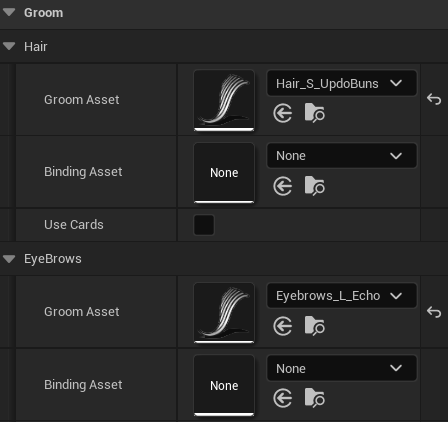 Groom
Hair
Groom Asset
Hair_S_UpdoBuns
Binding Asset
None
None
Use Cards
EyeBrows
Groom Asset
Eyebrows_L_Echo
Binding Asset
None
None